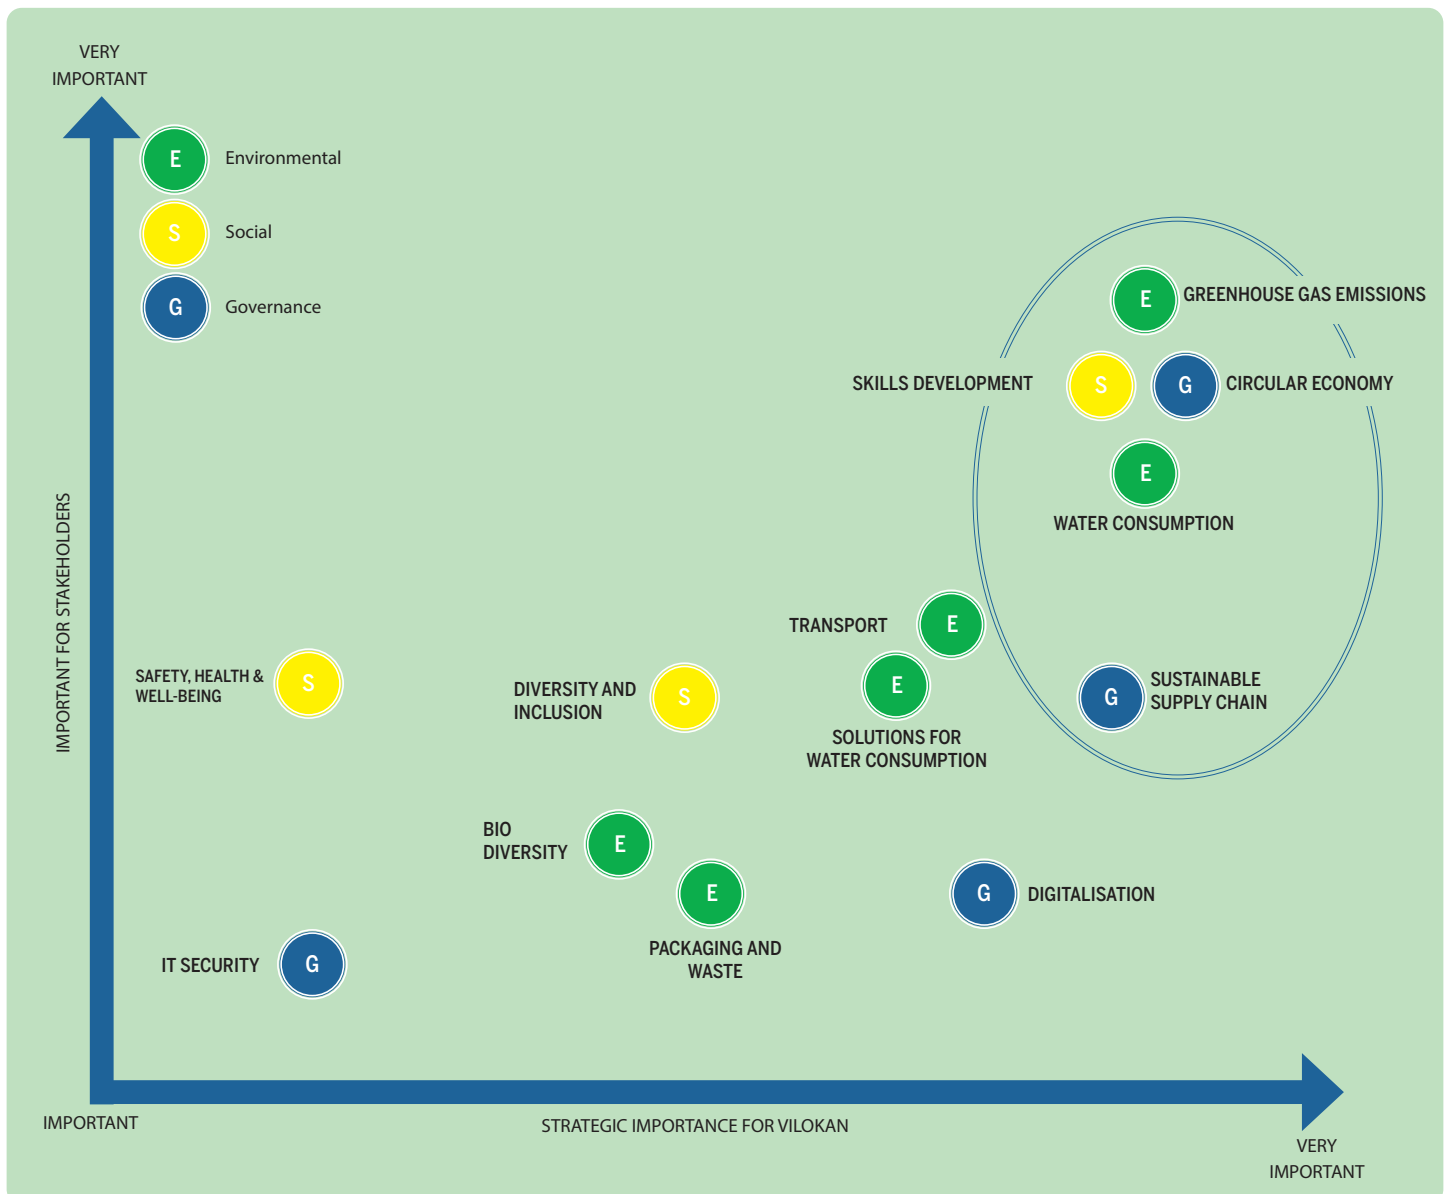 VERY
IMPORTANT
E
Environmental
S
Social
G
Governance
E
GREENHOUSE GAS EMISSIONS
SKILLS DEVELOPMENT
S
G
CIRCULAR ECONOMY
E
WATER CONSUMPTION
IMPORTANT FOR STAKEHOLDERS
TRANSPORT
E
SAFETY, HEALTH &
WELL-BEING
S
DIVERSITY AND
INCLUSION
S
E
SOLUTIONS FOR
WATER CONSUMPTION
G
SUSTAINABLE
SUPPLY CHAIN
BIO
DIVERSITY
E
E
PACKAGING AND
WASTE
G
DIGITALISATION
IT SECURITY
G
IMPORTANT
STRATEGIC IMPORTANCE FOR VILOKAN
VERY
IMPORTANT